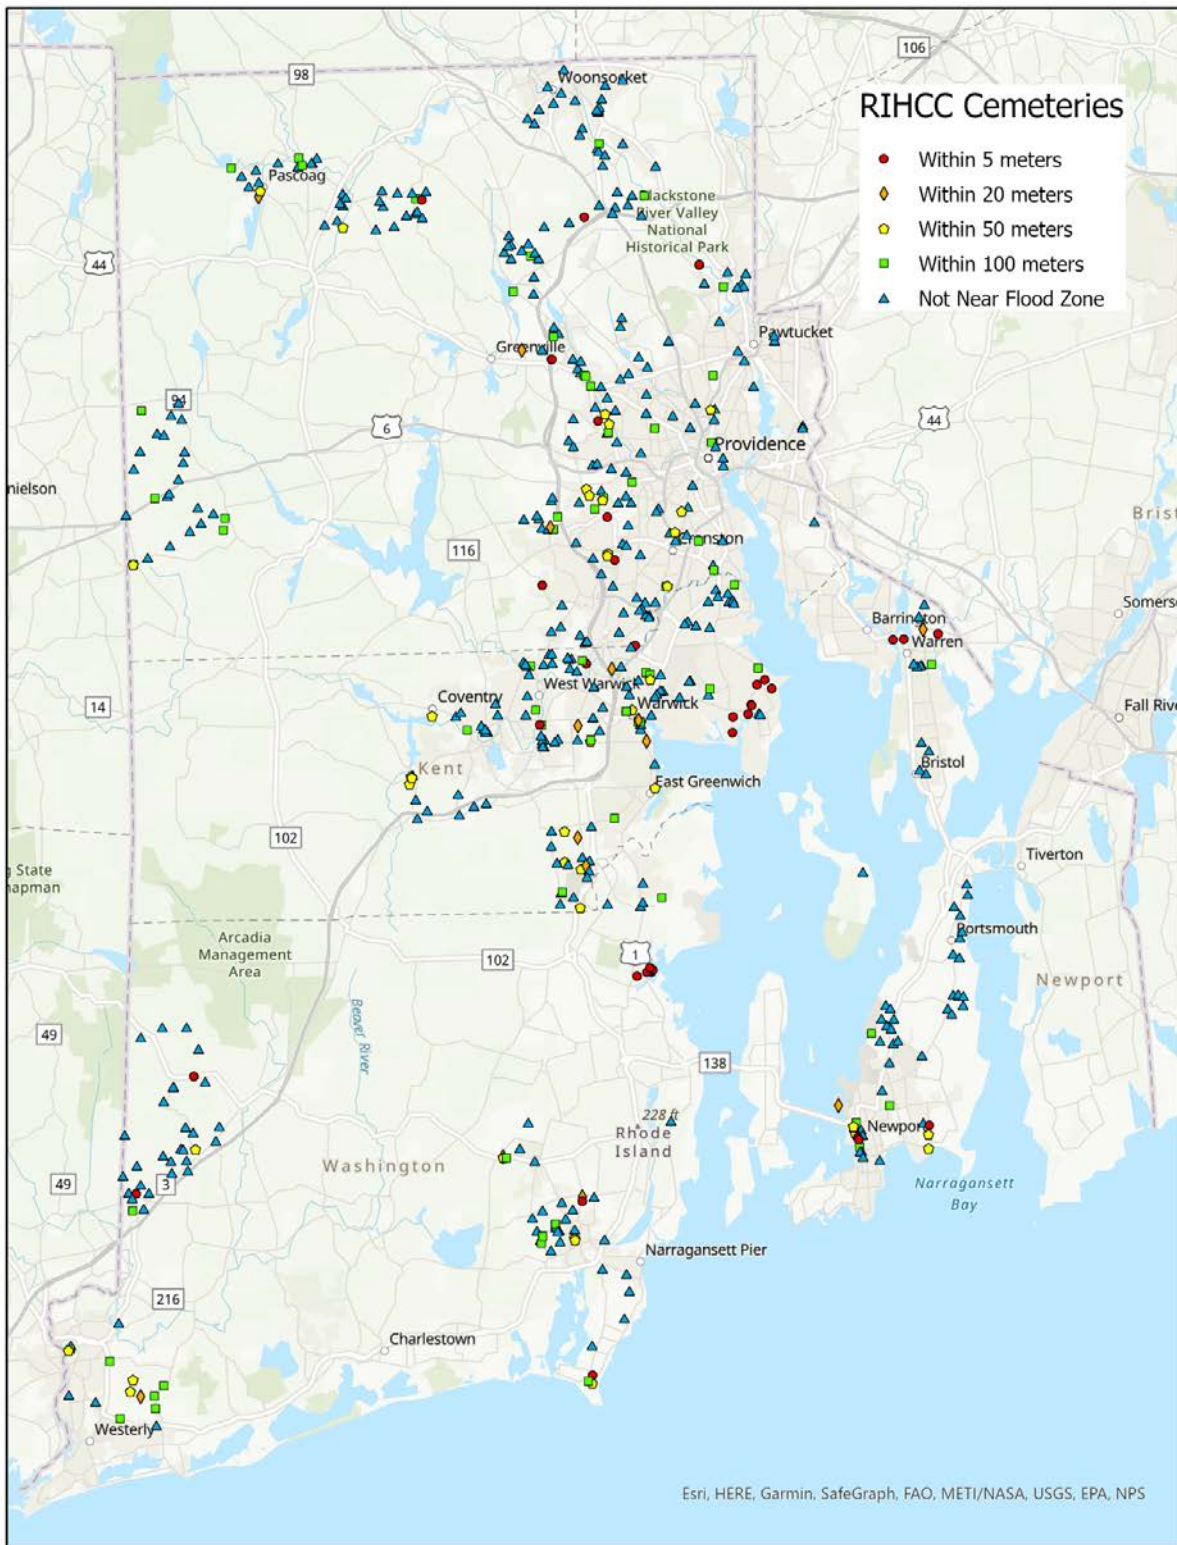 106
98
Woonsocket
RIHCC Cemeteries
Within 5 meters
Within 20 meters
Within 50 meters
Within 100 meters
Not Near Flood Zone
Pascoag
Blackstone
River Valley
National
Historical Park
44
Pawtucket
Greenville
94
6
44
Providence
nielson
Brist
116
Cranston
Somerse
Barrington
Warren
14
Coventry
West Warwick
Warwick
Fall Rive
Kent
Bristol
East Greenwich
102
Tiverton
g State
hapman
Arcadia
Management
Area
102
1
Portsmouth
Newport
49
Beaver River
138
228 ft
Rhode
Island
Newport
Washington
49
3
Narragansett
Bay
Narragansett Pier
216
Charlestown
Westerly
Esri, HERE, Garmin, SafeGraph, FAO, METI/NASA, USGS, EPA, NPS